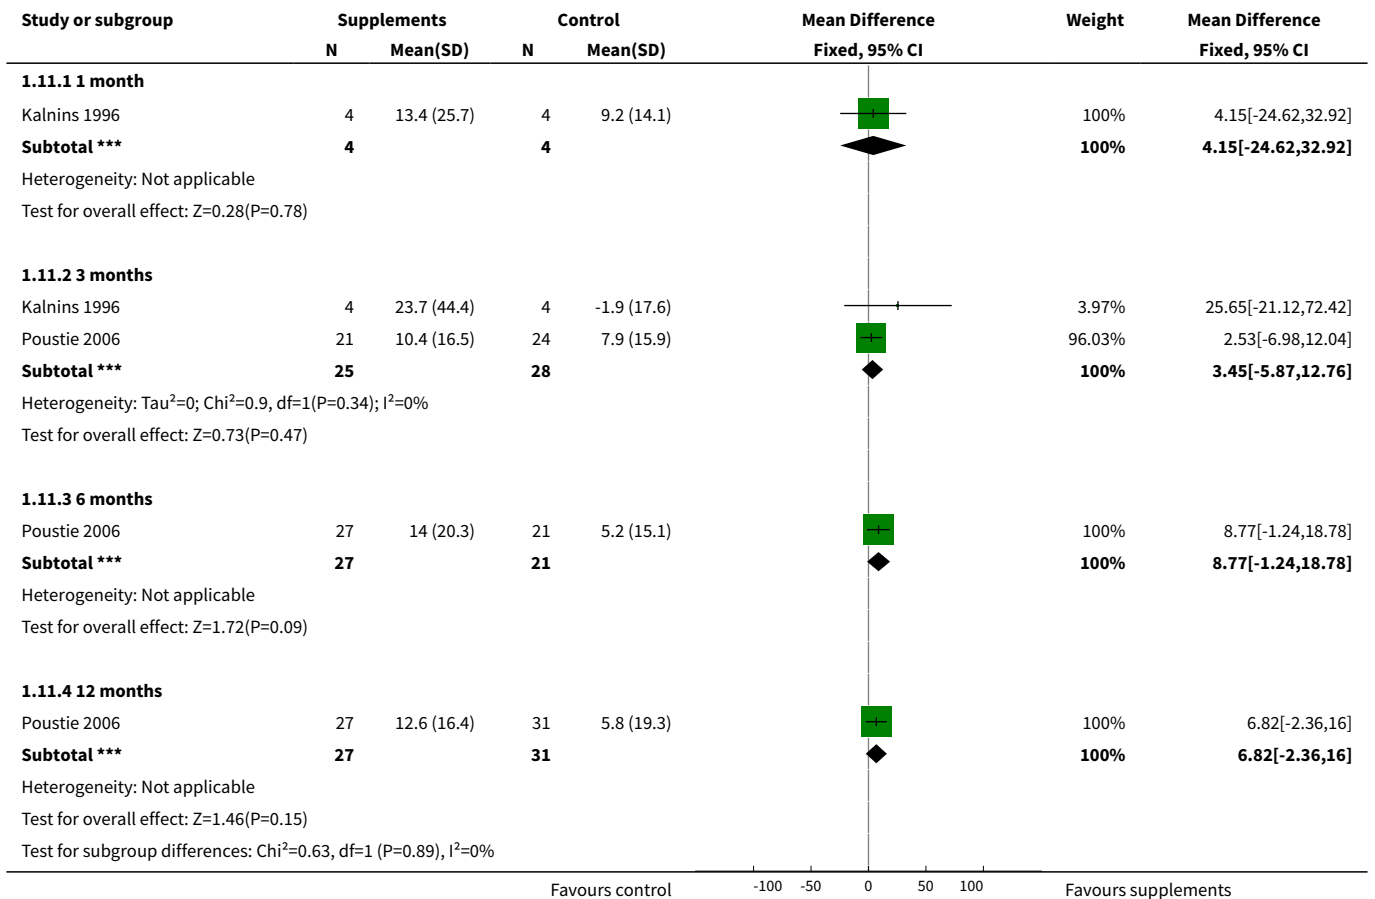 Study or subgroup Supplements Control Mean Difference Weight Mean Difference
N Mean(SD) N Mean(SD) Fixed, 95% CI Fixed, 95% CI
1.11.1 1 month
Kalnins 1996 4 13.4 (25.7) 4 9.2 (14.1) 100% 4.15[-24.62,32.92]
Subtotal *** 4 4 100% 4.15[-24.62,32.92]
Heterogeneity: Not applicable
Test for overall effect: Z=0.28(P=0.78)
1.11.2 3 months
Kalnins 1996 4 23.7 (44.4) 4 -1.9 (17.6) 3.97% 25.65[-21.12,72.42]
Poustie 2006 21 10.4 (16.5) 24 7.9 (15.9) 96.03% 2.53[-6.98,12.04]
Subtotal *** 25 28 100% 3.45[-5.87,12.76]
Heterogeneity: Tau²=0; Chi²=0.9, df=1(P=0.34); I²=0%
Test for overall effect: Z=0.73(P=0.47)
1.11.3 6 months
Poustie 2006 27 14 (20.3) 21 5.2 (15.1) 100% 8.77[-1.24,18.78]
Subtotal *** 27 21 100% 8.77[-1.24,18.78]
Heterogeneity: Not applicable
Test for overall effect: Z=1.72(P=0.09)
1.11.4 12 months
Poustie 2006 27 12.6 (16.4) 31 5.8 (19.3) 100% 6.82[-2.36,16]
Subtotal *** 27 31 100% 6.82[-2.36,16]
Heterogeneity: Not applicable
Test for overall effect: Z=1.46(P=0.15)
Test for subgroup differences: Chi²=0.63, df=1 (P=0.89), I²=0%
Favours control -100 -50 0 50 100 Favours supplements